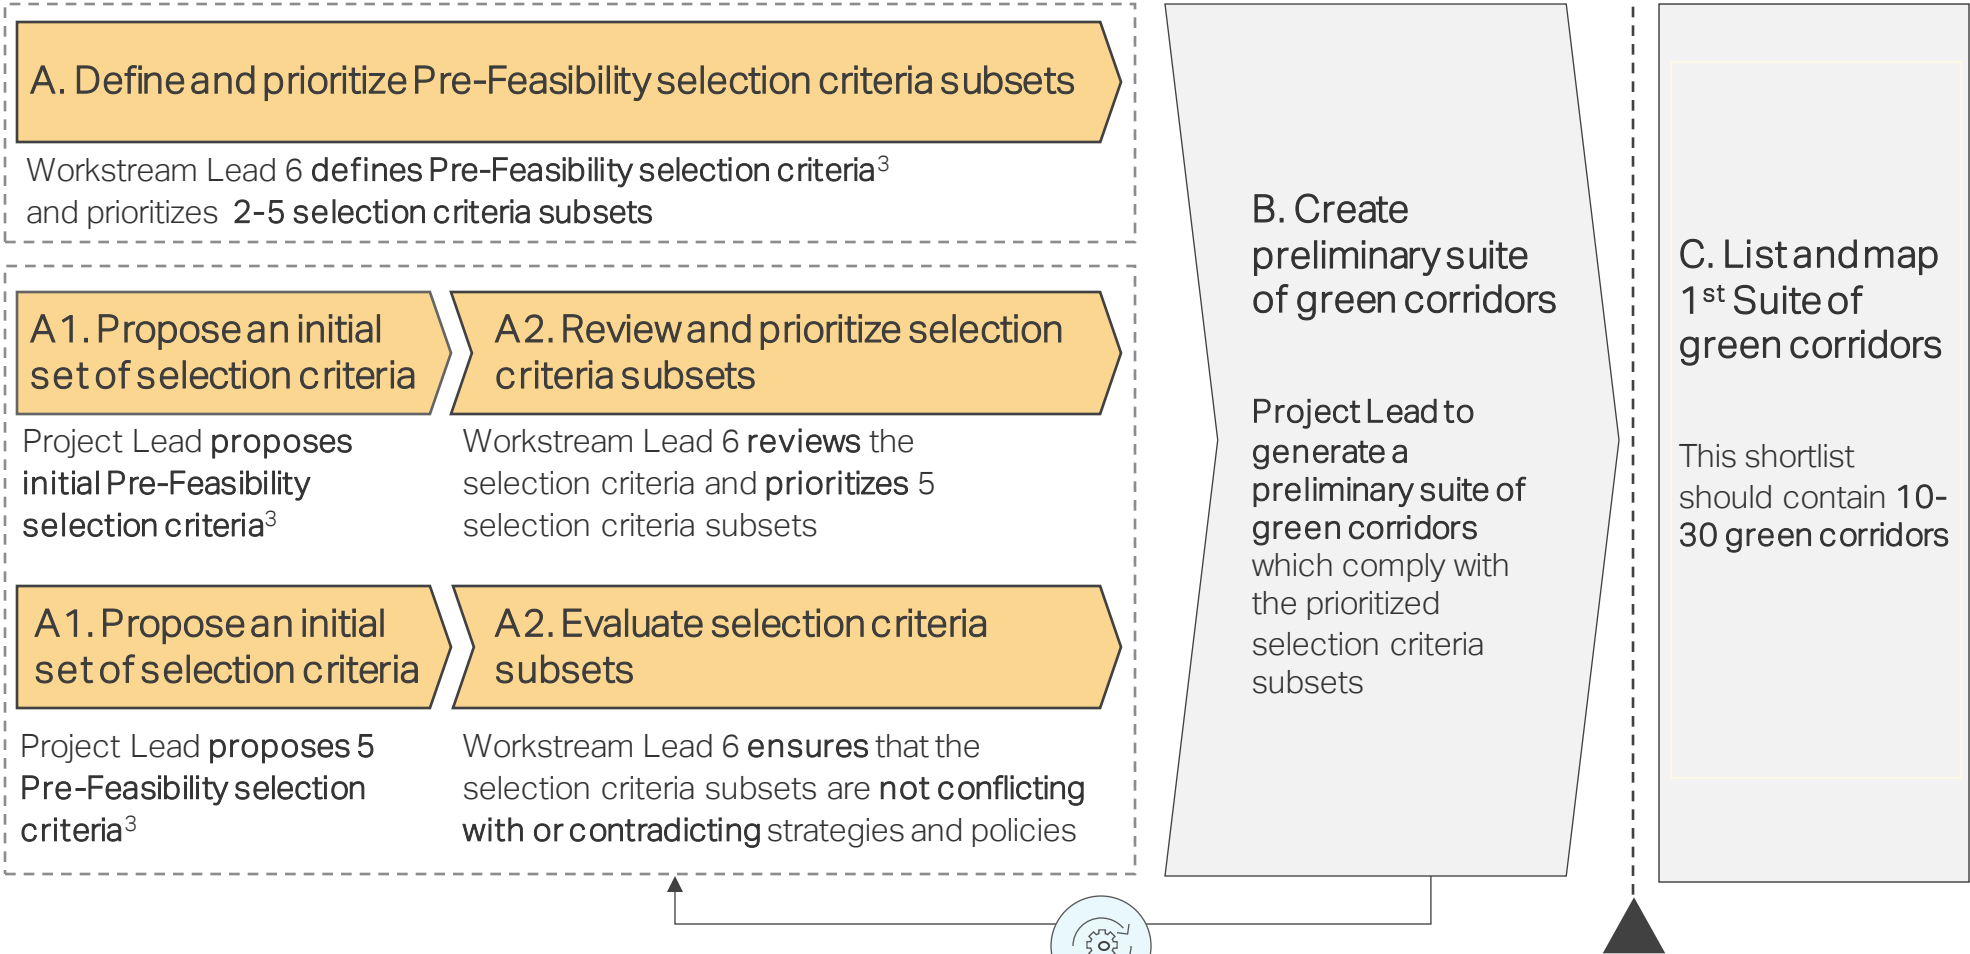 A. Define and prioritize Pre-Feasibility selection criteria subsets
Workstream Lead 6 defines Pre-Feasibility selection criteria³
and prioritizes 2-5 selection criteria subsets
A1. Propose an initial
set of selection criteria
A2. Review and prioritize selection
criteria subsets
Project Lead proposes
initial Pre-Feasibility
selection criteria³
Workstream Lead 6 reviews the
selection criteria and prioritizes 5
selection criteria subsets
A1. Propose an initial
set of selection criteria
A2. Evaluate selection criteria
subsets
Project Lead proposes 5
Pre-Feasibility selection
criteria³
Workstream Lead 6 ensures that the
selection criteria subsets are not conflicting
with or contradicting strategies and policies
B. Create
preliminary suite
of green corridors
Project Lead to
generate a
preliminary suite of
green corridors
which comply with
the prioritized
selection criteria
subsets
C. List and map
1st Suite of
green corridors
This shortlist
should contain 10-
30 green corridors